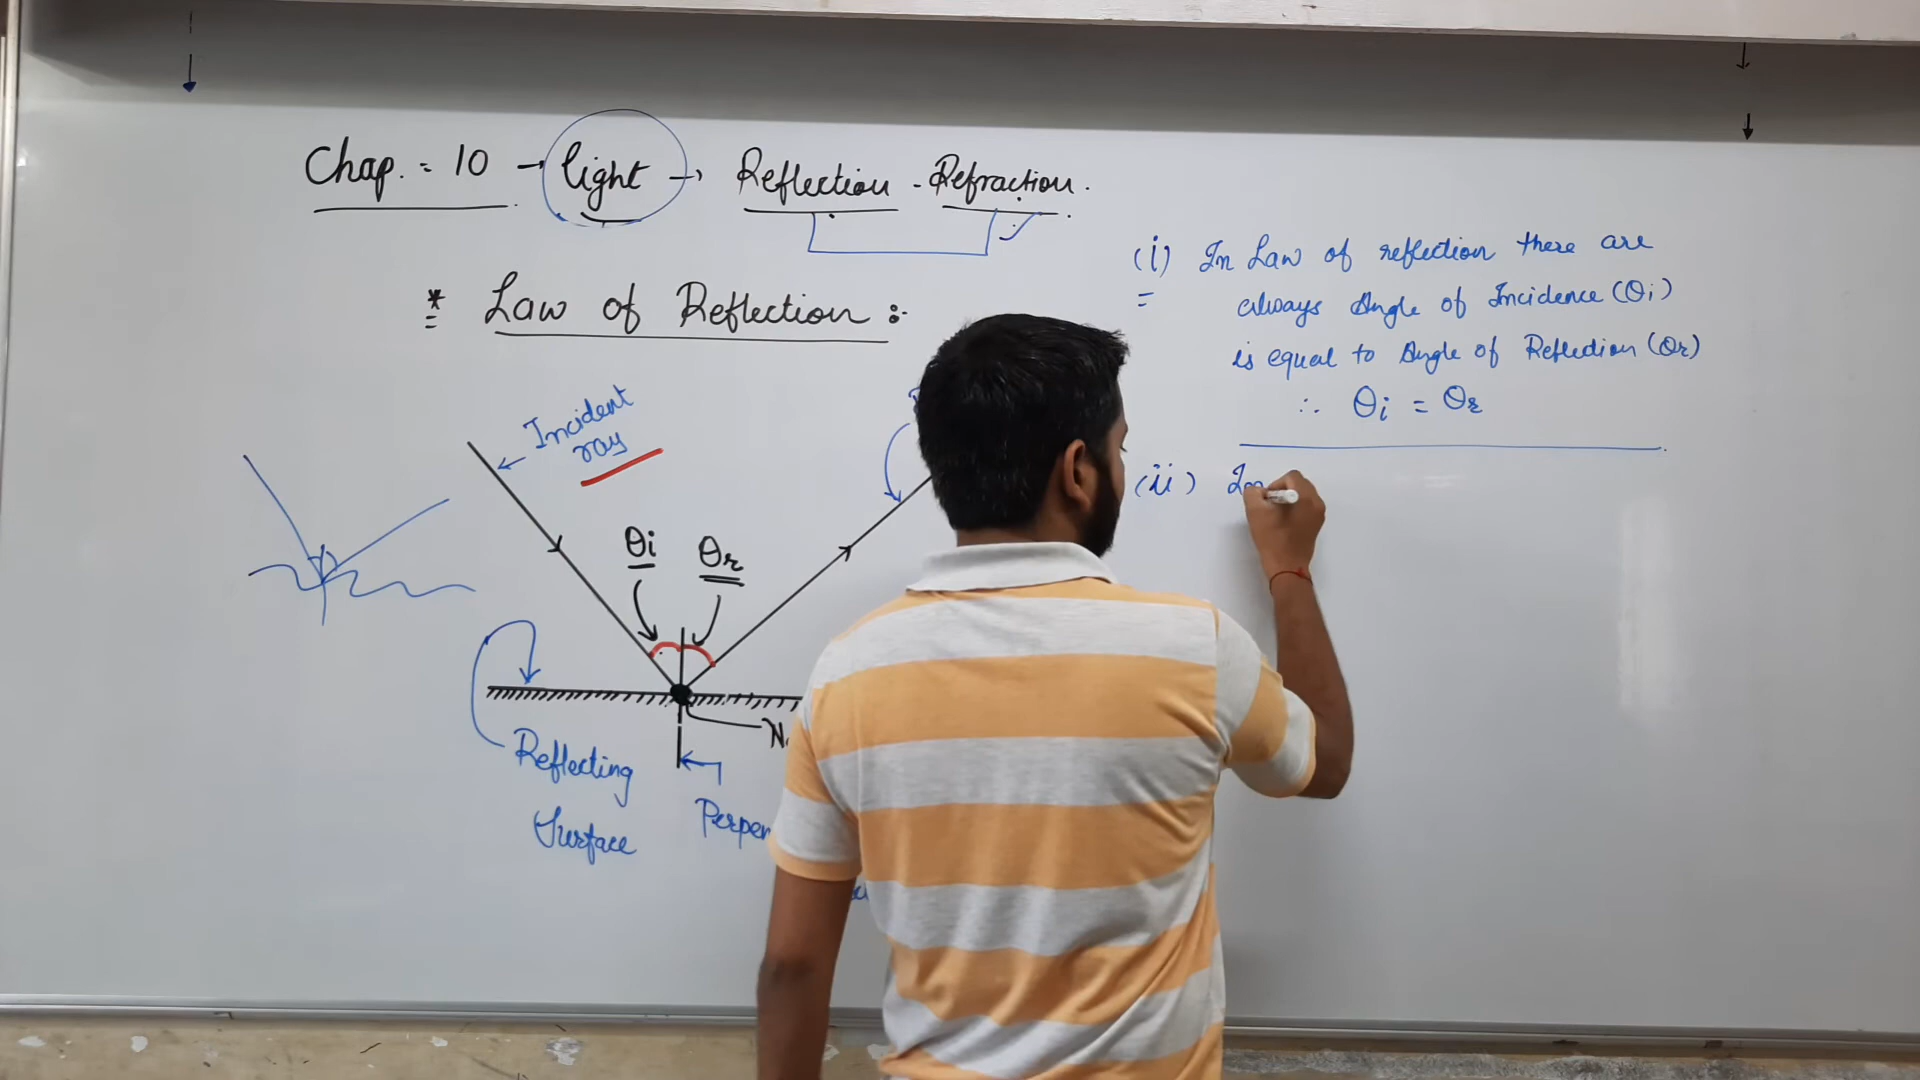 Chap. = 10 → light → Reflection - Refraction.
* Law of Reflection :-
Incident
ray
θi
θr
Reflecting
Surface
(i) In Law of reflection there are
always Angle of Incidence (θi)
is equal to Angle of Reflection (θr)
∴ θi = θr
(ii) In